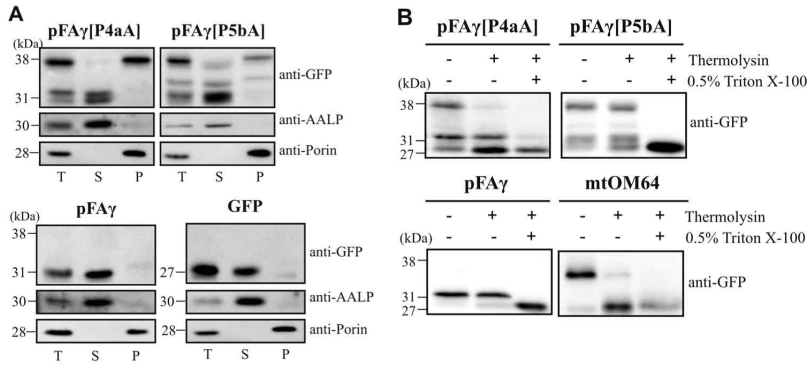 A
pFAγ[P4aA] pFAγ[P5bA]
(kDa)
38
31
anti-GFP
30
anti-AALP
28
anti-Porin
T S P T S P
pFAγ GFP
(kDa)
38
31 27
anti-GFP
30 30
anti-AALP
28 28
anti-Porin
T S P T S P
B
pFAγ[P4aA] pFAγ[P5bA]
- + + - + + Thermolysin
- - + - - + 0.5% Triton X-100
(kDa)
38
31
27
anti-GFP
pFAγ mtOM64
- + + - + + Thermolysin
- - + - - + 0.5% Triton X-100
(kDa)
38
31
27
anti-GFP